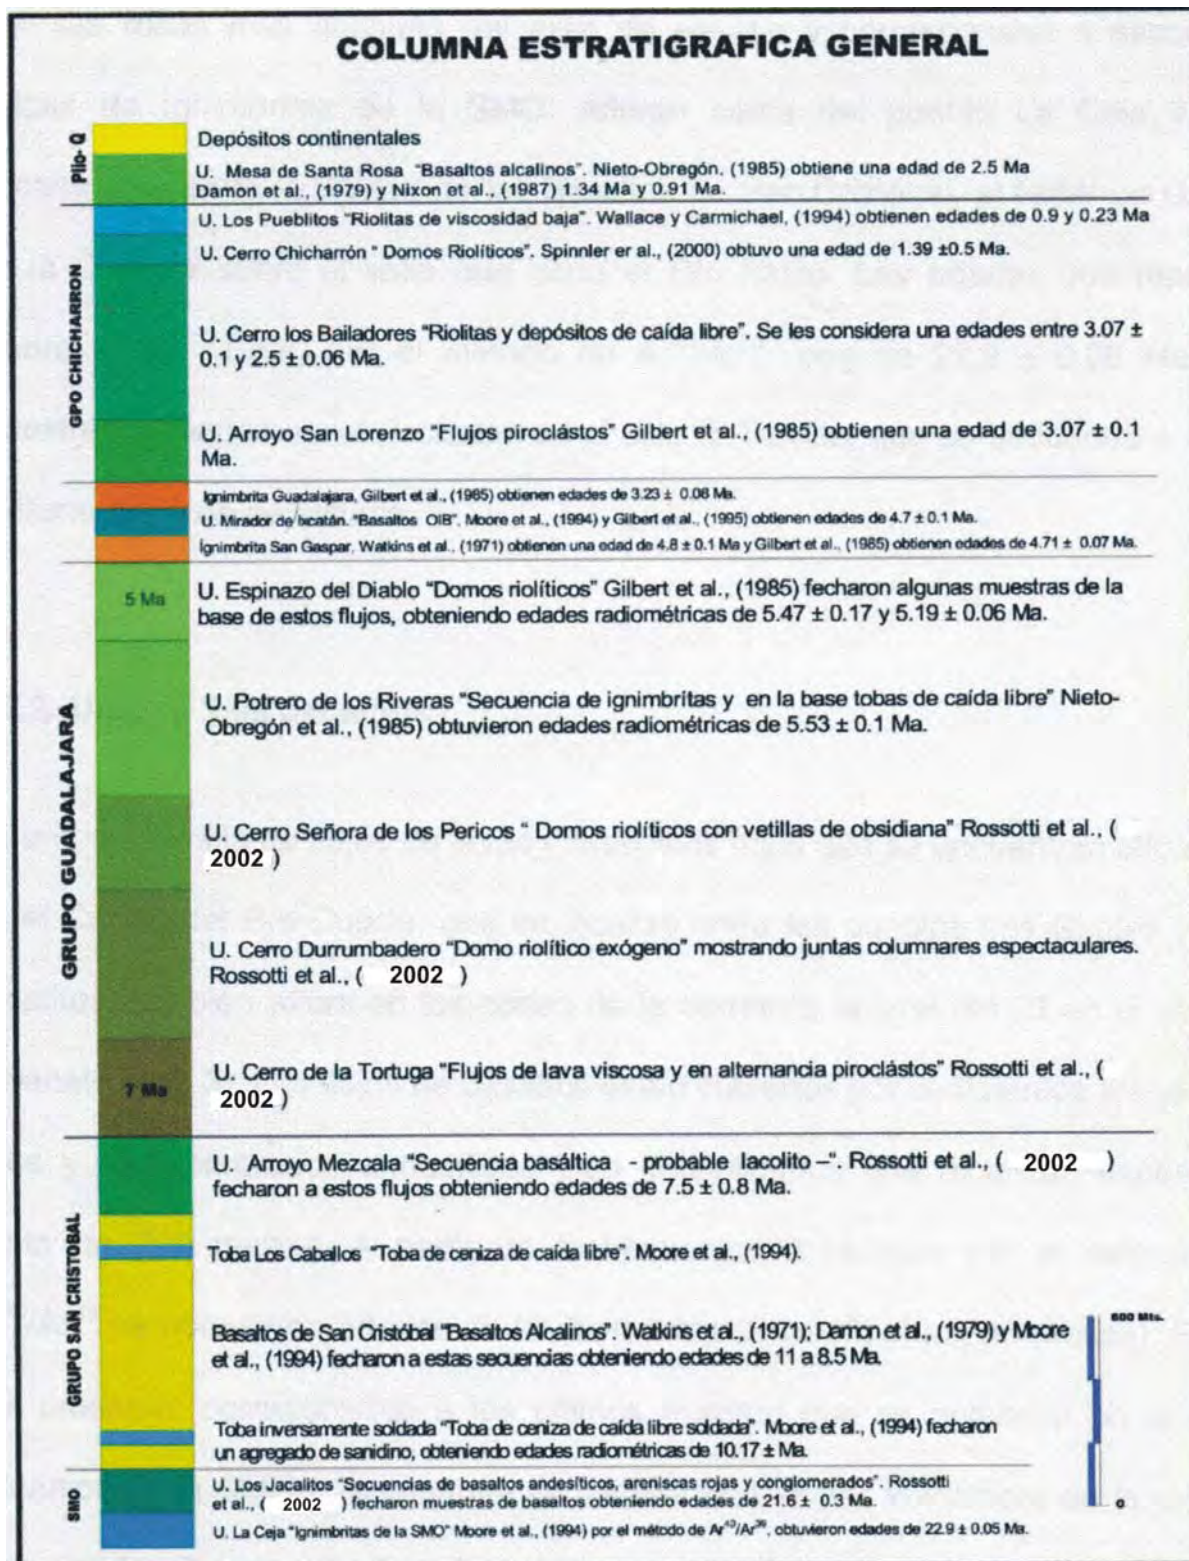 COLUMNA ESTRATIGRAFICA GENERAL
Plio- Q
Depósitos continentales
U. Mesa de Santa Rosa "Basaltos alcalinos". Nieto-Obregón, (1985) obtiene una edad de 2.5 Ma
Damon et al., (1979) y Nixon et al., (1987) 1.34 Ma y 0.91 Ma.
GPO CHICHARRON
U. Los Pueblitos "Riolitas de viscosidad baja". Wallace y Carmichael, (1994) obtienen edades de 0.9 y 0.23 Ma
U. Cerro Chicharrón " Domos Riolíticos". Spinnler er al., (2000) obtuvo una edad de 1.39 ±0.5 Ma.
U. Cerro los Bailadores "Riolitas y depósitos de caída libre". Se les considera una edades entre 3.07 ±
0.1 y 2.5 ± 0.06 Ma.
U. Arroyo San Lorenzo "Flujos piroclástos" Gilbert et al., (1985) obtienen una edad de 3.07 ± 0.1
Ma.
GRUPO GUADALAJARA
Ignimbrita Guadalajara, Gilbert et al., (1985) obtienen edades de 3.23 ± 0.08 Ma.
U. Mirador de Ixcatán. "Basaltos OIB". Moore et al., (1994) y Gilbert et al., (1995) obtienen edades de 4.7 ± 0.1 Ma.
Ignimbrita San Gaspar, Watkins et al., (1971) obtienen una edad de 4.8 ± 0.1 Ma y Gilbert et al., (1985) obtienen edades de 4.71 ± 0.07 Ma.
5 Ma
U. Espinazo del Diablo "Domos riolíticos" Gilbert et al., (1985) fecharon algunas muestras de la
base de estos flujos, obteniendo edades radiométricas de 5.47 ± 0.17 y 5.19 ± 0.06 Ma.
U. Potrero de los Riveras "Secuencia de ignimbritas y en la base tobas de caída libre" Nieto-
Obregón et al., (1985) obtuvieron edades radiométricas de 5.53 ± 0.1 Ma.
U. Cerro Señora de los Pericos " Domos riolíticos con vetillas de obsidiana" Rossotti et al., (
2002 )
U. Cerro Durrumbadero "Domo riolítico exógeno" mostrando juntas columnares espectaculares.
Rossotti et al., ( 2002 )
7 Ma
U. Cerro de la Tortuga "Flujos de lava viscosa y en alternancia piroclástos" Rossotti et al., (
2002 )
GRUPO SAN CRISTOBAL
U. Arroyo Mezcala "Secuencia basáltica - probable lacolito –". Rossotti et al., ( 2002 )
fecharon a estos flujos obteniendo edades de 7.5 ± 0.8 Ma.
Toba Los Caballos "Toba de ceniza de caída libre". Moore et al., (1994).
Basaltos de San Cristóbal "Basaltos Alcalinos". Watkins et al., (1971); Damon et al., (1979) y Moore
et al., (1994) fecharon a estas secuencias obteniendo edades de 11 a 8.5 Ma.
600 Mts.
Toba inversamente soldada "Toba de ceniza de caída libre soldada". Moore et al., (1994) fecharon
un agregado de sanidino, obteniendo edades radiométricas de 10.17 ± Ma.
0
SMO
U. Los Jacalitos "Secuencias de basaltos andesíticos, areniscas rojas y conglomerados". Rossotti
et al., ( 2002 ) fecharon muestras de basaltos obteniendo edades de 21.6 ± 0.3 Ma.
U. La Ceja "Ignimbritas de la SMO" Moore et al., (1994) por el método de obtuvieron edades de 22.9 ± 0.05 Ma.